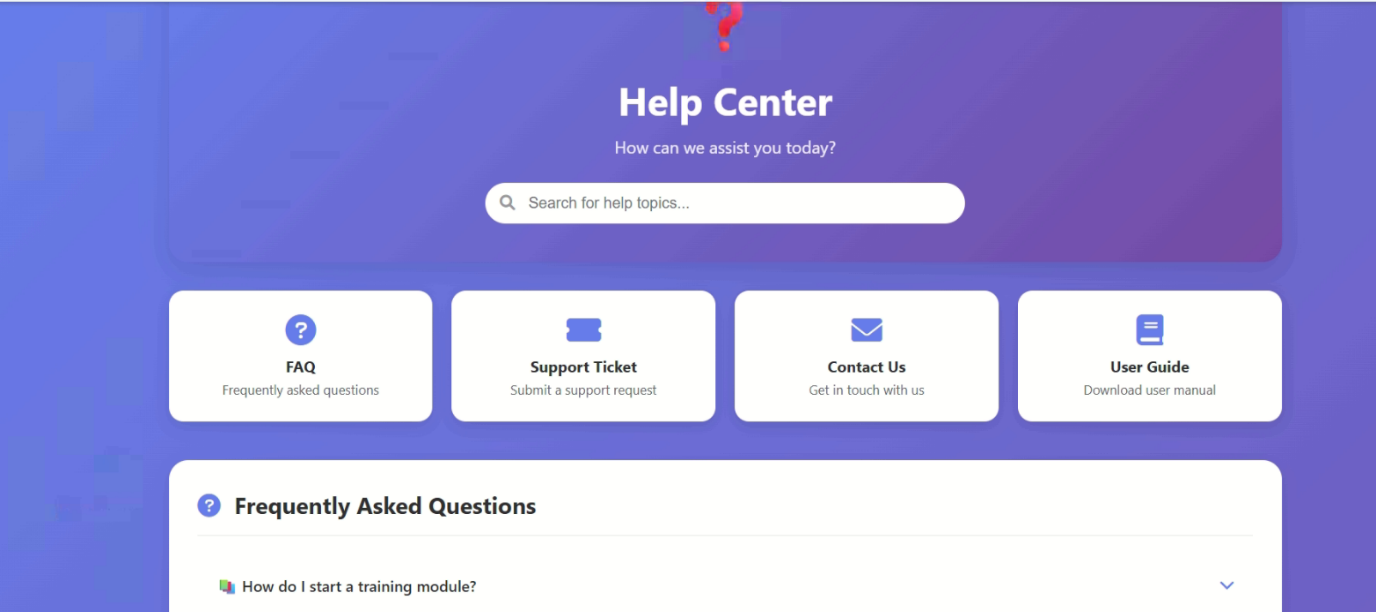 Help Center
How can we assist you today?
Search for help topics...
FAQ
Frequently asked questions
Support Ticket
Submit a support request
Contact Us
Get in touch with us
User Guide
Download user manual
Frequently Asked Questions
How do I start a training module?